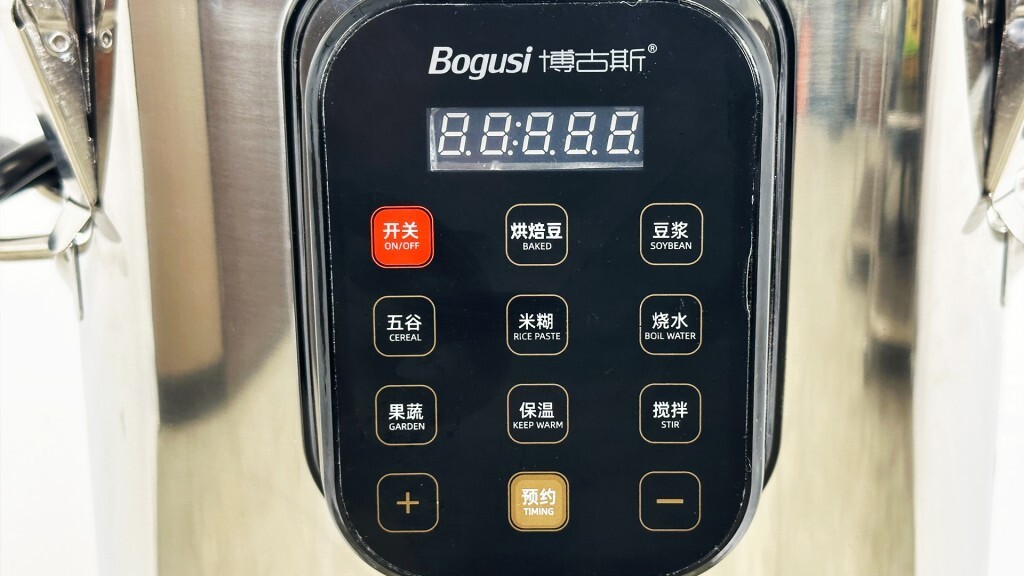 Bogusi 博古斯®
88:888.
开关
ON/OFF
烘焙豆
BAKED
豆浆
SOYBEAN
五谷
CEREAL
米糊
RICE PASTE
烧水
BOIL WATER
果蔬
GARDEN
保温
KEEP WARM
搅拌
STIR
+
预约
TIMING
−